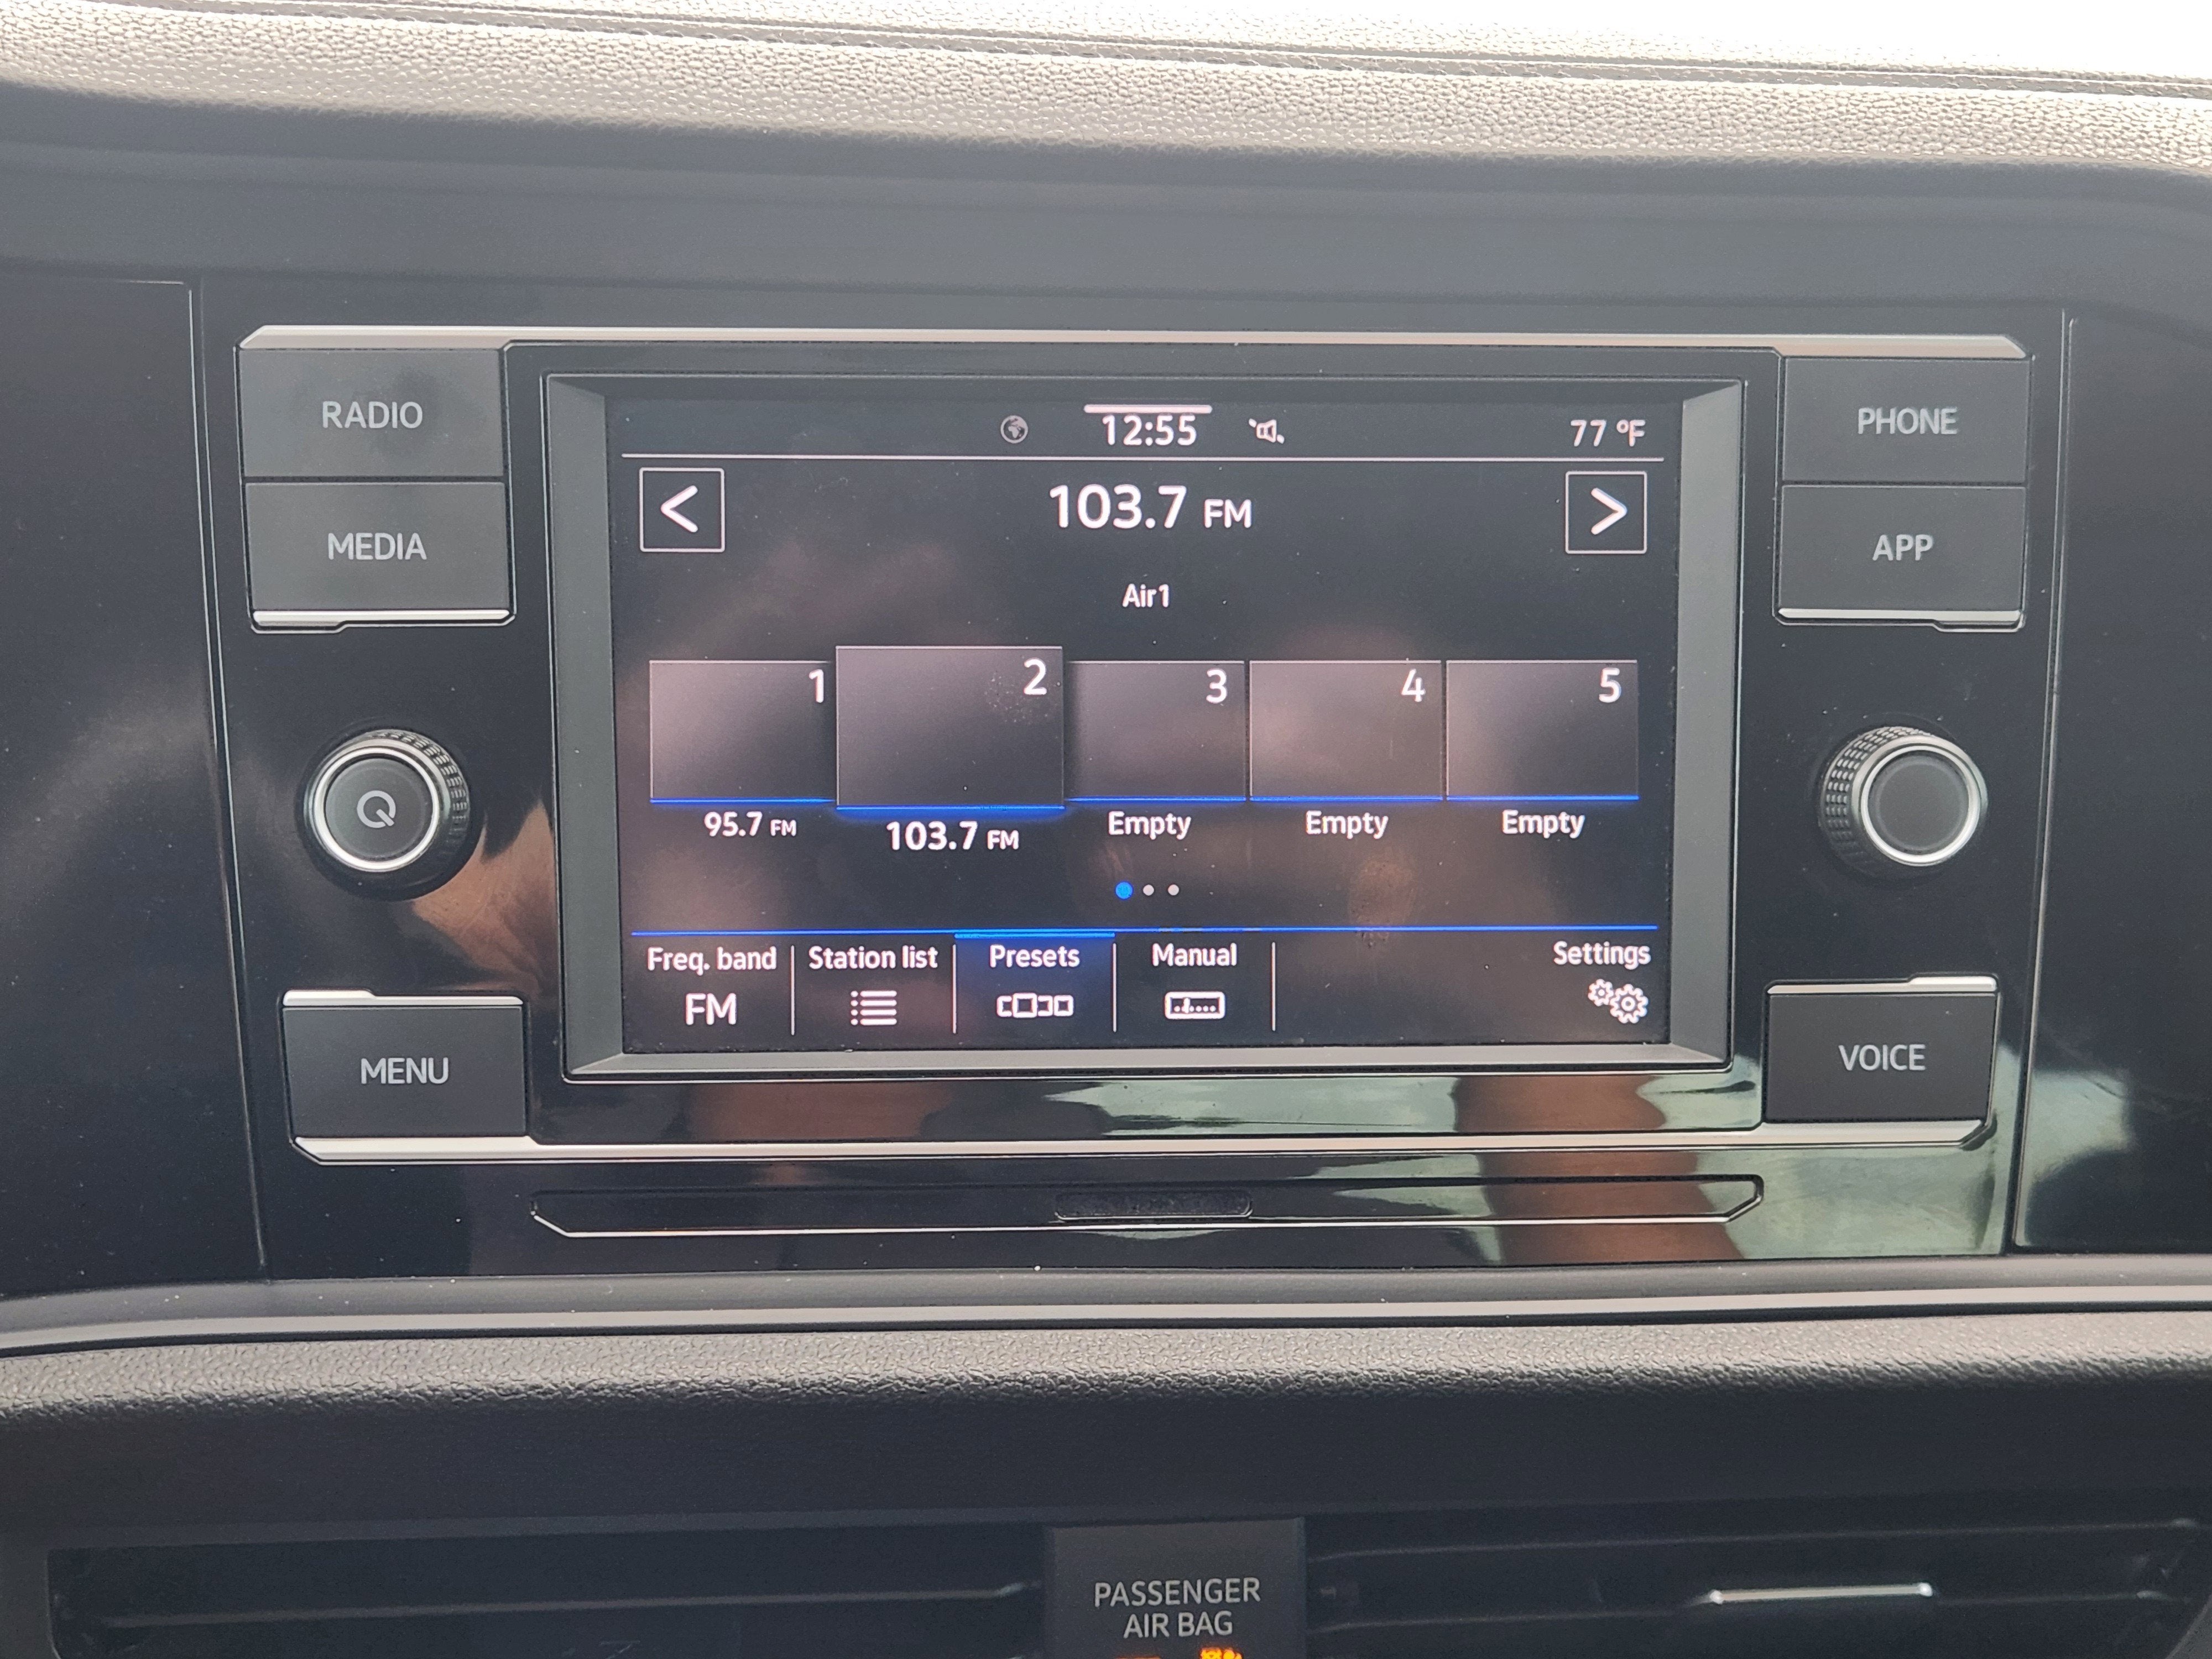 RADIO
MEDIA
MENU
PHONE
APP
VOICE
12:55
77 °F
<
103.7 FM
>
Air1
1
2
3
4
5
95.7 FM
103.7 FM
Empty
Empty
Empty
Freq. band
FM
Station list
Presets
Manual
Settings
PASSENGER
AIR BAG